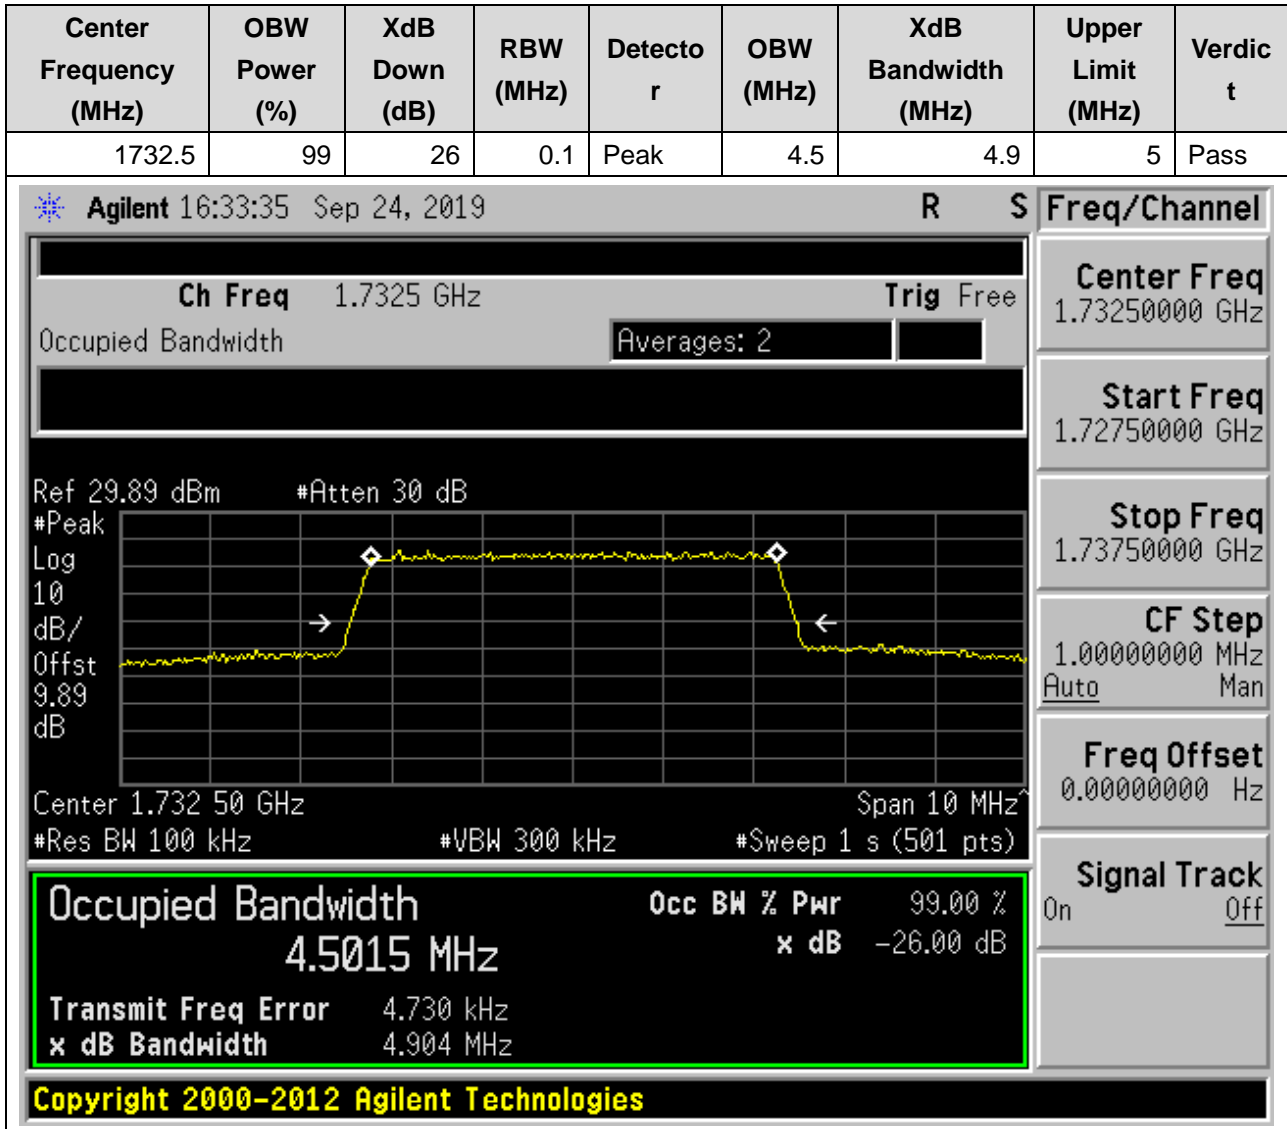 Center Frequency (MHz) OBW Power (%) XdB Down (dB) RBW (MHz) Detector OBW (MHz) XdB Bandwidth (MHz) Upper Limit (MHz) Verdict
1732.5 99 26 0.1 Peak 4.5 4.9 5 Pass
Agilent 16:33:35 Sep 24, 2019 R S
Freq/Channel
Ch Freq 1.7325 GHz Trig Free
Occupied Bandwidth Averages: 2
Center Freq
1.73250000 GHz
Start Freq
1.72750000 GHz
Stop Freq
1.73750000 GHz
CF Step
1.00000000 MHz
Auto Man
Freq Offset
0.00000000 Hz
Signal Track
On Off
Ref 29.89 dBm #Atten 30 dB
#Peak
Log
10
dB/
Offst
9.89
dB
Center 1.732 50 GHz Span 10 MHz^
#Res BW 100 kHz #VBW 300 kHz #Sweep 1 s (501 pts)
Occupied Bandwidth Occ BW % Pwr 99.00 %
4.5015 MHz x dB -26.00 dB
Transmit Freq Error 4.730 kHz
x dB Bandwidth 4.904 MHz
Copyright 2000-2012 Agilent Technologies